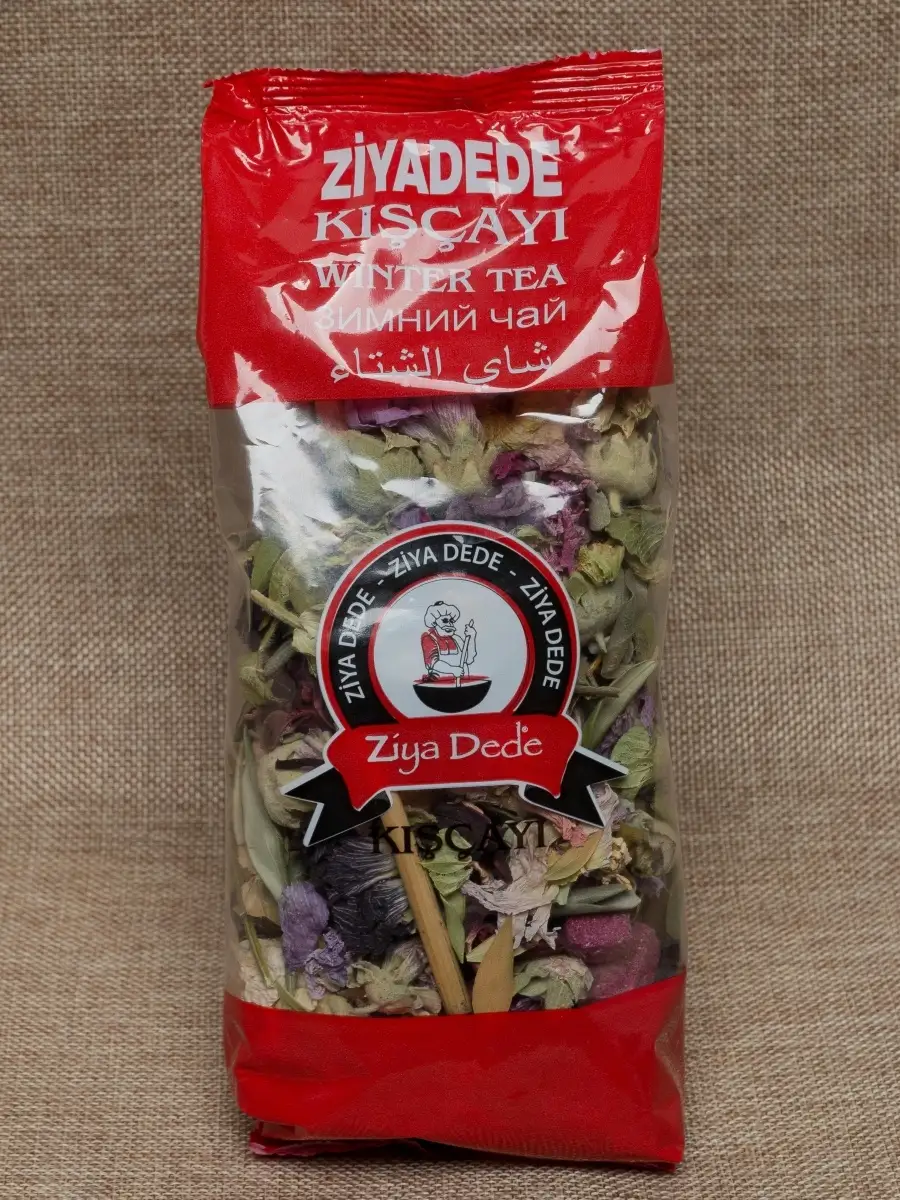 ZİYADEDE
KIŞÇAYI
WINTER TEA
зимний чай
شاي الشتاء
ZİYA DEDE - ZİYA DEDE - ZİYA DEDE
Ziya Dede
KIŞÇAYI